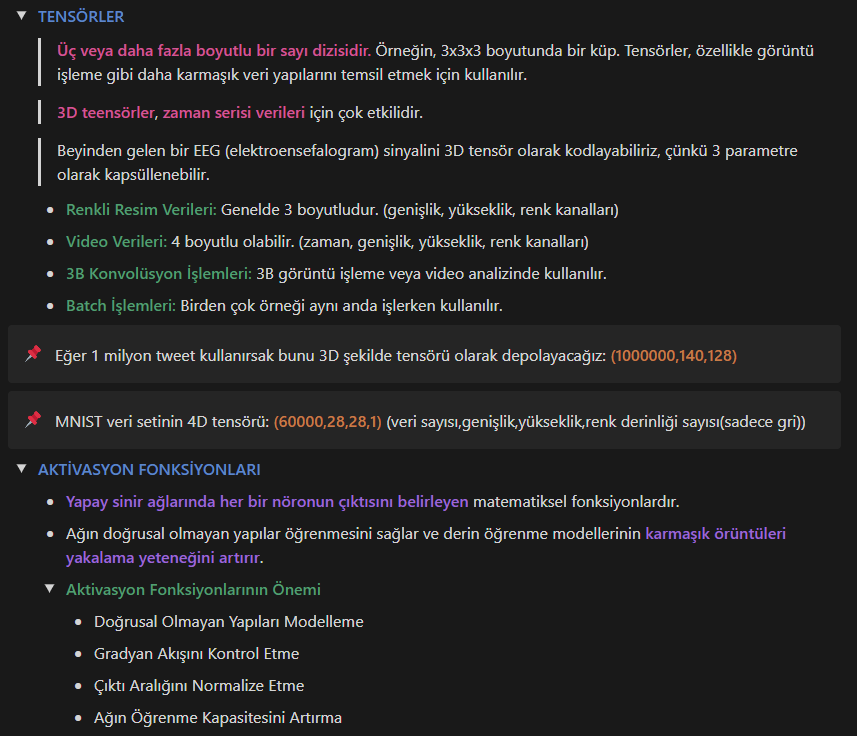 TENSÖRLER
Üç veya daha fazla boyutlu bir sayı dizisidir. Örneğin, 3x3x3 boyutunda bir küp. Tensörler, özellikle görüntü
işleme gibi daha karmaşık veri yapılarını temsil etmek için kullanılır.
3D teensörler, zaman serisi verileri için çok etkilidir.
Beyinden gelen bir EEG (elektroensefalogram) sinyalini 3D tensör olarak kodlayabiliriz, çünkü 3 parametre
olarak kapsüllenebilir.
Renkli Resim Verileri: Genelde 3 boyutludur. (genişlik, yükseklik, renk kanalları)
Video Verileri: 4 boyutlu olabilir. (zaman, genişlik, yükseklik, renk kanalları)
3B Konvolüsyon İşlemleri: 3B görüntü işleme veya video analizinde kullanılır.
Batch İşlemleri: Birden çok örneği aynı anda işlerken kullanılır.
Eğer 1 milyon tweet kullanırsak bunu 3D şekilde tensörü olarak depolayacağız: (1000000,140,128)
MNIST veri setinin 4D tensörü: (60000,28,28,1) (veri sayısı,genişlik,yükseklik,renk derinliği sayısı(sadece gri))
AKTİVASYON FONKSİYONLARI
Yapay sinir ağlarında her bir nöronun çıktısını belirleyen matematiksel fonksiyonlardır.
Ağın doğrusal olmayan yapılar öğrenmesini sağlar ve derin öğrenme modellerinin karmaşık örüntüleri
yakalama yeteneğini artırır.
Aktivasyon Fonksiyonlarının Önemi
Doğrusal Olmayan Yapıları Modelleme
Gradyan Akışını Kontrol Etme
Çıktı Aralığını Normalize Etme
Ağın Öğrenme Kapasitesini Artırma